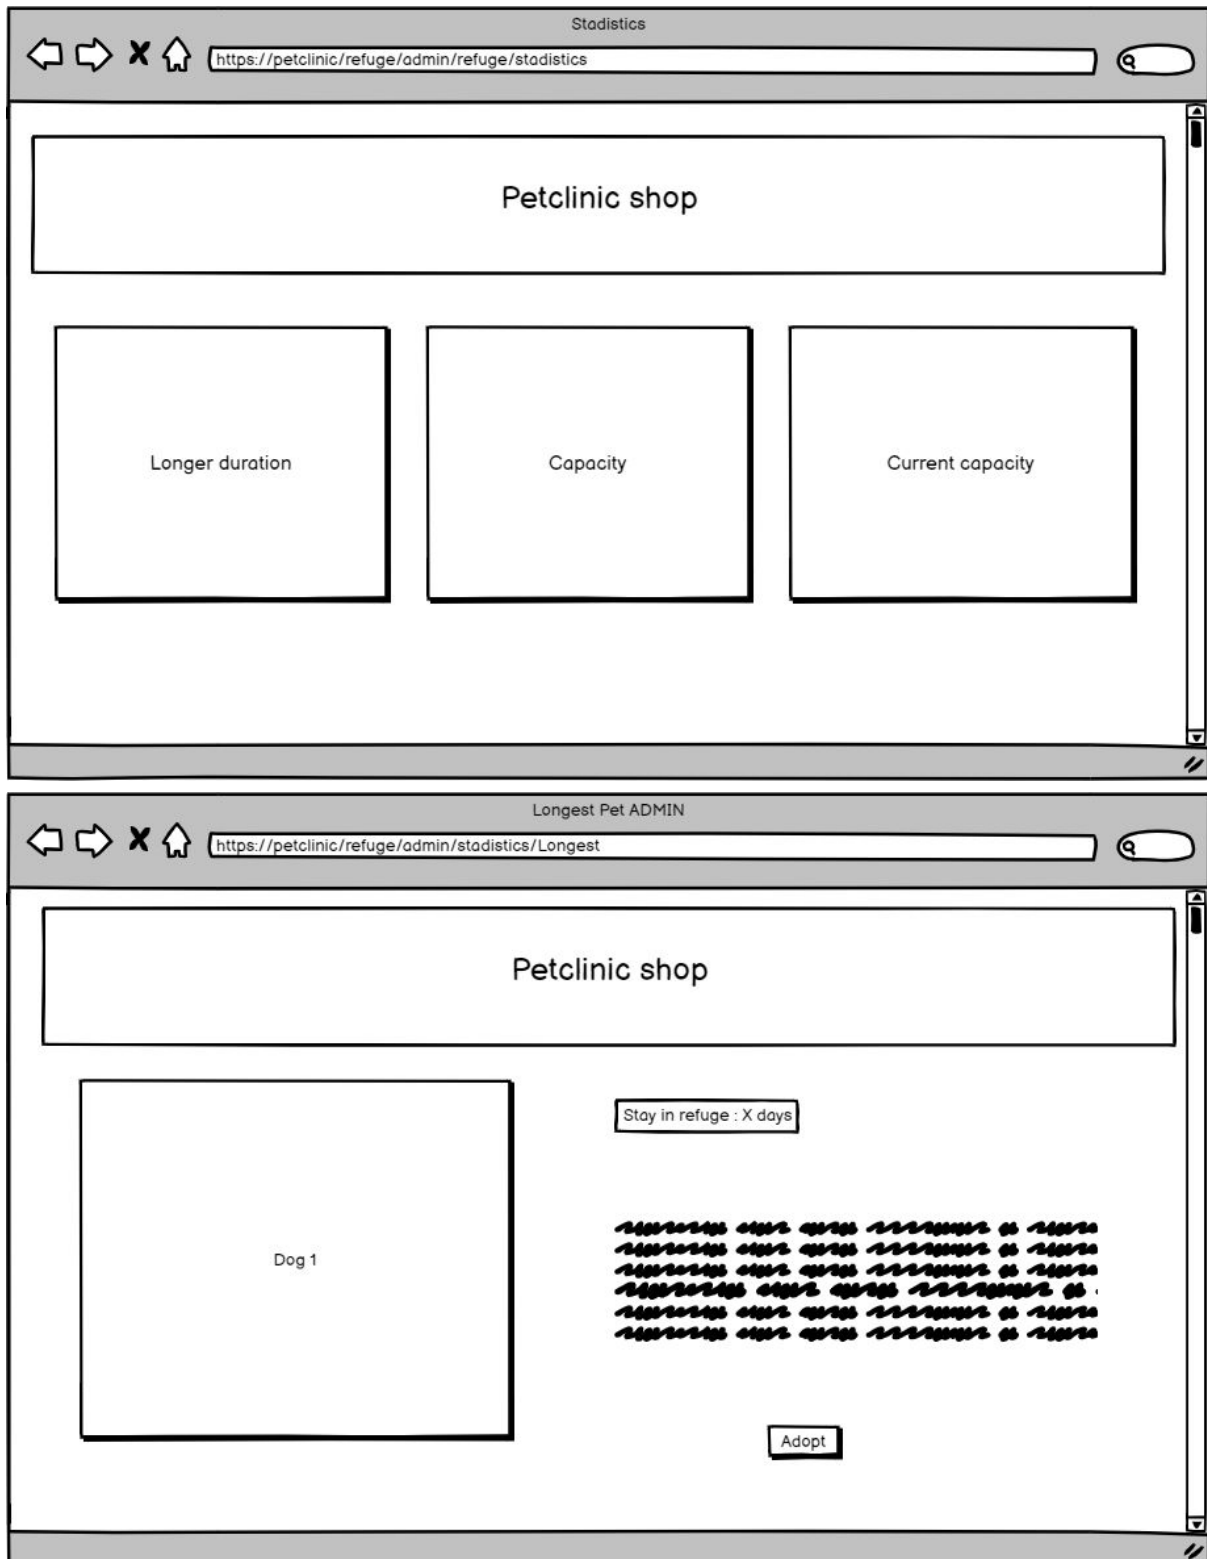 Stadistics
https://petclinic/refuge/admin/refuge/stadistics
Petclinic shop
Longer duration
Capacity
Current capacity
Longest Pet ADMIN
https://petclinic/refuge/admin/stadistics/Longest
Petclinic shop
Stay in refuge : X days
Dog 1
Adopt